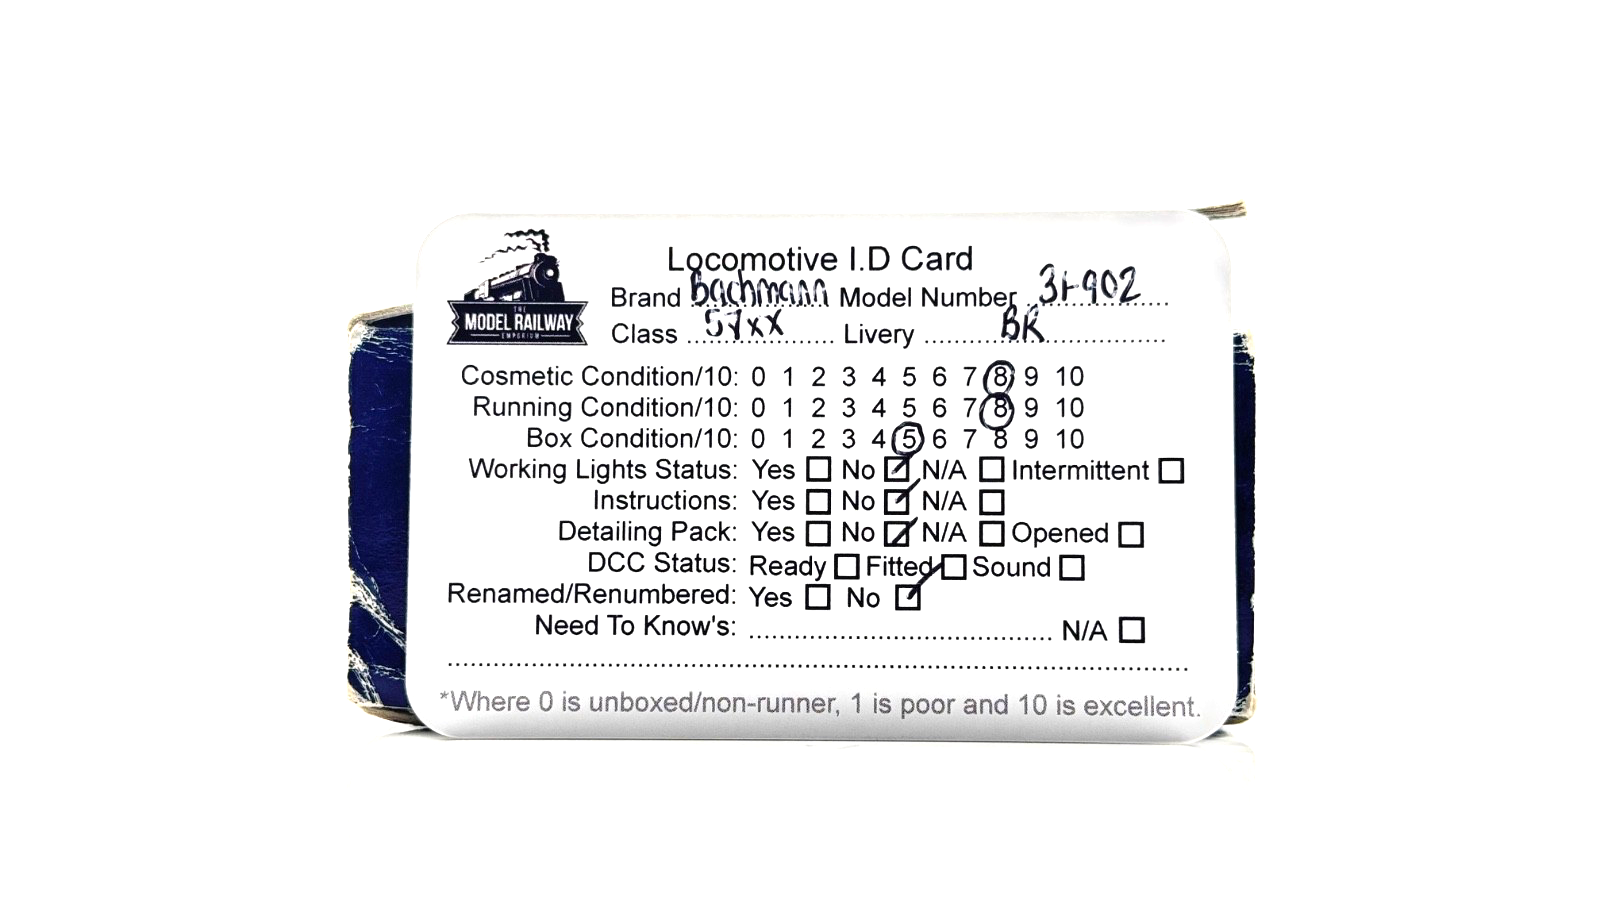 THE
MODEL RAILWAY
EMPORIUM
Locomotive I.D Card
Brand Bachmann Model Number 31-902
Class 57xx Livery BR
Cosmetic Condition/10: 0 1 2 3 4 5 6 7 8 9 10
Running Condition/10: 0 1 2 3 4 5 6 7 8 9 10
Box Condition/10: 0 1 2 3 4 5 6 7 8 9 10
Working Lights Status: Yes ☐ No ☑ N/A ☐ Intermittent ☐
Instructions: Yes ☐ No ☑ N/A ☐
Detailing Pack: Yes ☐ No ☑ N/A ☐ Opened ☐
DCC Status: Ready ☐ Fitted ☐ Sound ☐
Renamed/Renumbered: Yes ☐ No ☑
Need To Know's: N/A ☐
*Where 0 is unboxed/non-runner, 1 is poor and 10 is excellent.